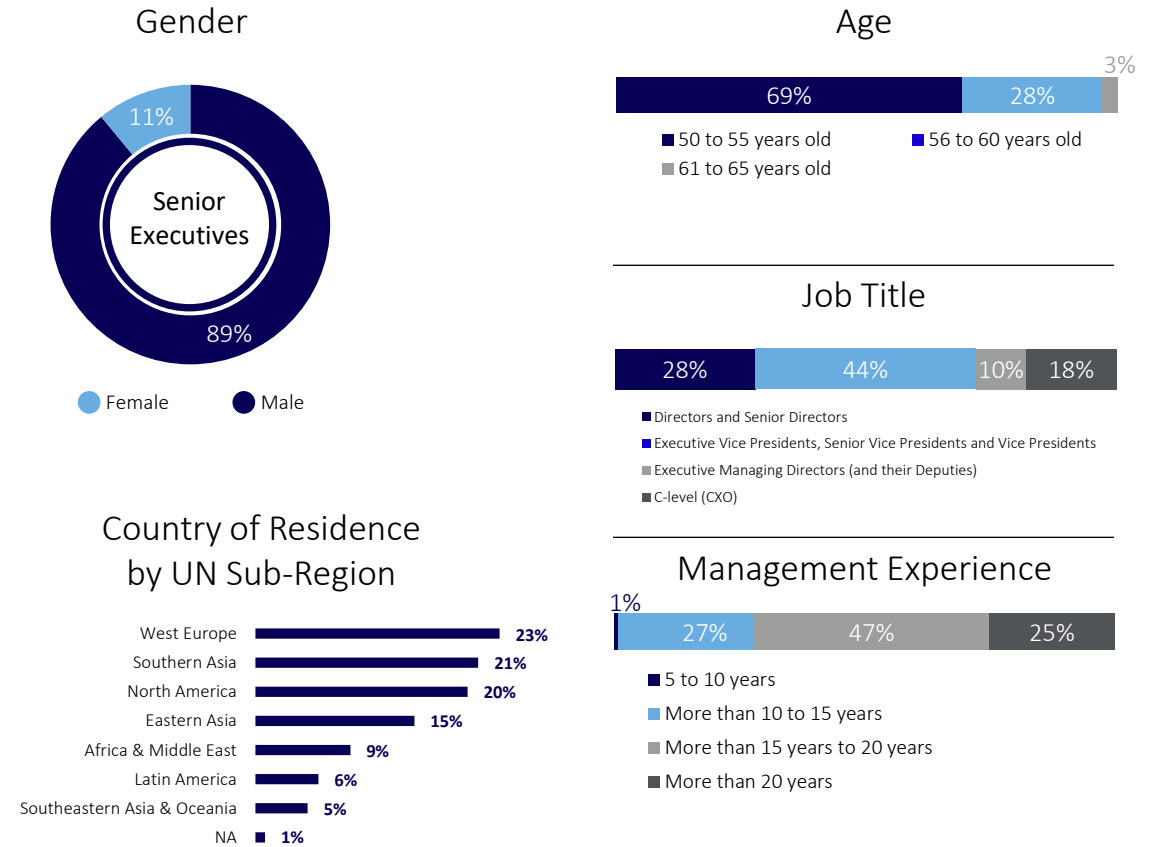 Gender
11%
Senior
Executives
89%
Female
Male
Country of Residence
by UN Sub-Region
West Europe 23%
Southern Asia 21%
North America 20%
Eastern Asia 15%
Africa & Middle East 9%
Latin America 6%
Southeastern Asia & Oceania 5%
NA 1%
Age
3%
69% 28%
50 to 55 years old 56 to 60 years old
61 to 65 years old
Job Title
28% 44% 10% 18%
Directors and Senior Directors
Executive Vice Presidents, Senior Vice Presidents and Vice Presidents
Executive Managing Directors (and their Deputies)
C-level (CXO)
Management Experience
1%
27% 47% 25%
5 to 10 years
More than 10 to 15 years
More than 15 years to 20 years
More than 20 years